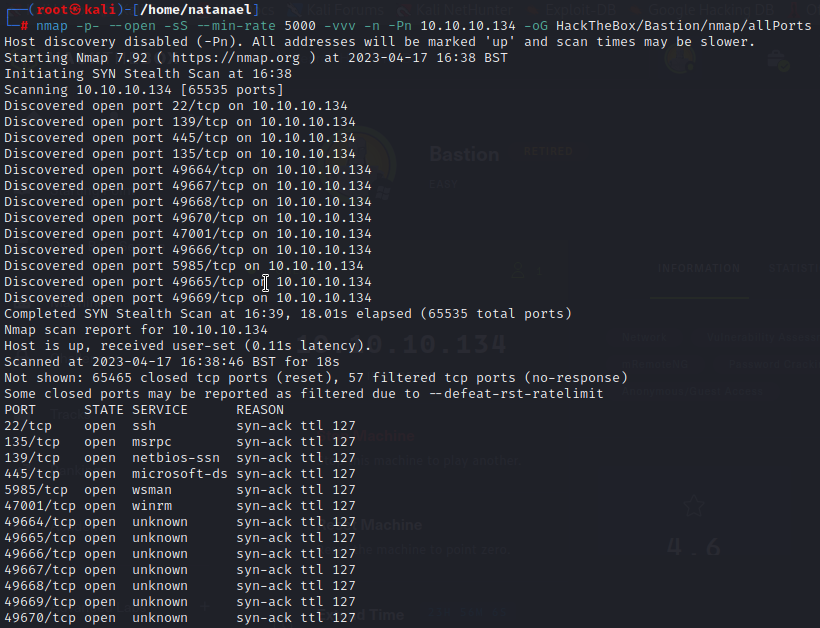 ┌──(root㉿kali)-[/home/natanael]
└─# nmap -p- --open -sS --min-rate 5000 -vvv -n -Pn 10.10.10.134 -oG HackTheBox/Bastion/nmap/allPorts
Host discovery disabled (-Pn). All addresses will be marked 'up' and scan times may be slower.
Starting Nmap 7.92 ( https://nmap.org ) at 2023-04-17 16:38 BST
Initiating SYN Stealth Scan at 16:38
Scanning 10.10.10.134 [65535 ports]
Discovered open port 22/tcp on 10.10.10.134
Discovered open port 139/tcp on 10.10.10.134
Discovered open port 445/tcp on 10.10.10.134
Discovered open port 135/tcp on 10.10.10.134
Discovered open port 49664/tcp on 10.10.10.134
Discovered open port 49667/tcp on 10.10.10.134
Discovered open port 49668/tcp on 10.10.10.134
Discovered open port 49670/tcp on 10.10.10.134
Discovered open port 47001/tcp on 10.10.10.134
Discovered open port 49666/tcp on 10.10.10.134
Discovered open port 5985/tcp on 10.10.10.134
Discovered open port 49665/tcp on 10.10.10.134
Discovered open port 49669/tcp on 10.10.10.134
Completed SYN Stealth Scan at 16:39, 18.01s elapsed (65535 total ports)
Nmap scan report for 10.10.10.134
Host is up, received user-set (0.11s latency).
Scanned at 2023-04-17 16:38:46 BST for 18s
Not shown: 65465 closed tcp ports (reset), 57 filtered tcp ports (no-response)
Some closed ports may be reported as filtered due to --defeat-rst-ratelimit
PORT      STATE SERVICE      REASON
22/tcp    open  ssh          syn-ack ttl 127
135/tcp   open  msrpc        syn-ack ttl 127
139/tcp   open  netbios-ssn  syn-ack ttl 127
445/tcp   open  microsoft-ds syn-ack ttl 127
5985/tcp  open  wsman        syn-ack ttl 127
47001/tcp open  winrm        syn-ack ttl 127
49664/tcp open  unknown      syn-ack ttl 127
49665/tcp open  unknown      syn-ack ttl 127
49666/tcp open  unknown      syn-ack ttl 127
49667/tcp open  unknown      syn-ack ttl 127
49668/tcp open  unknown      syn-ack ttl 127
49669/tcp open  unknown      syn-ack ttl 127
49670/tcp open  unknown      syn-ack ttl 127
Bastion
RETIRED
EASY
INFORMATION
10.10.10.134
Machine
4.6
Time